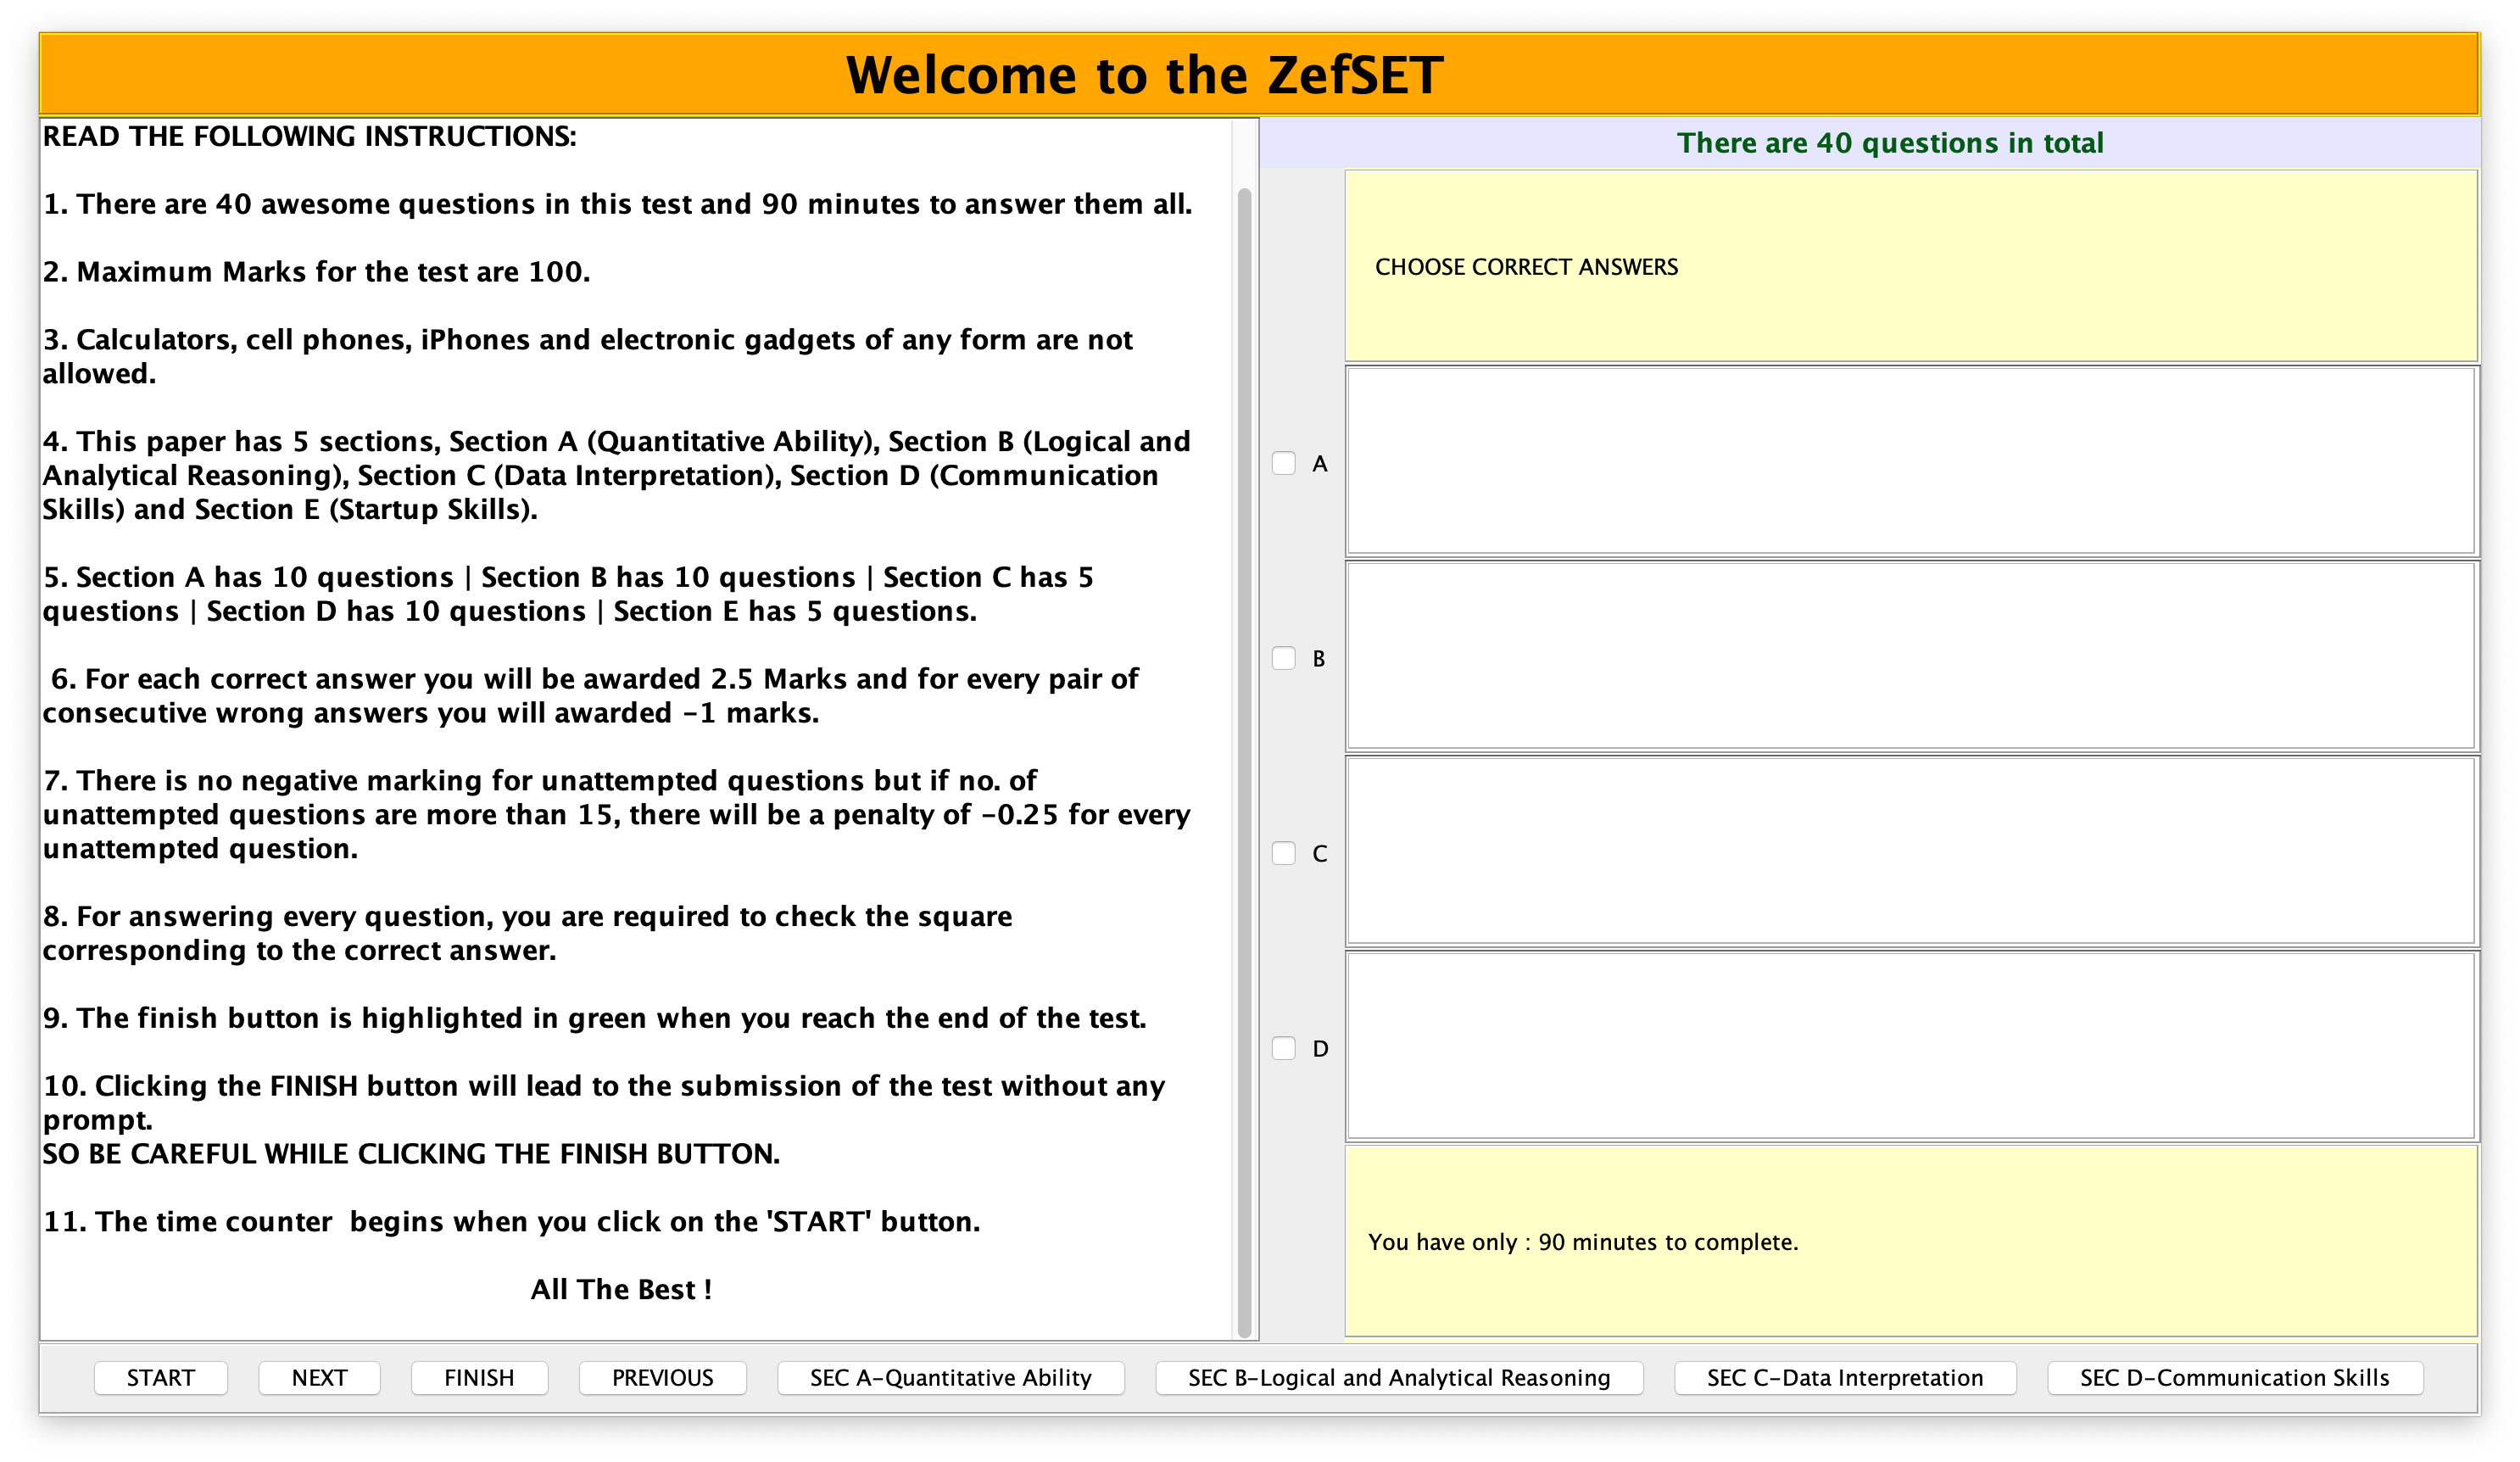 Welcome to the ZefSET
READ THE FOLLOWING INSTRUCTIONS:
1. There are 40 awesome questions in this test and 90 minutes to answer them all.
2. Maximum Marks for the test are 100.
3. Calculators, cell phones, iPhones and electronic gadgets of any form are not
allowed.
4. This paper has 5 sections, Section A (Quantitative Ability), Section B (Logical and
Analytical Reasoning), Section C (Data Interpretation), Section D (Communication
Skills) and Section E (Startup Skills).
5. Section A has 10 questions | Section B has 10 questions | Section C has 5
questions | Section D has 10 questions | Section E has 5 questions.
6. For each correct answer you will be awarded 2.5 Marks and for every pair of
consecutive wrong answers you will awarded -1 marks.
7. There is no negative marking for unattempted questions but if no. of
unattempted questions are more than 15, there will be a penalty of -0.25 for every
unattempted question.
8. For answering every question, you are required to check the square
corresponding to the correct answer.
9. The finish button is highlighted in green when you reach the end of the test.
10. Clicking the FINISH button will lead to the submission of the test without any
prompt.
SO BE CAREFUL WHILE CLICKING THE FINISH BUTTON.
11. The time counter  begins when you click on the 'START' button.
All The Best !
There are 40 questions in total
CHOOSE CORRECT ANSWERS
A
B
C
D
You have only : 90 minutes to complete.
START NEXT FINISH PREVIOUS SEC A-Quantitative Ability SEC B-Logical and Analytical Reasoning SEC C-Data Interpretation SEC D-Communication Skills